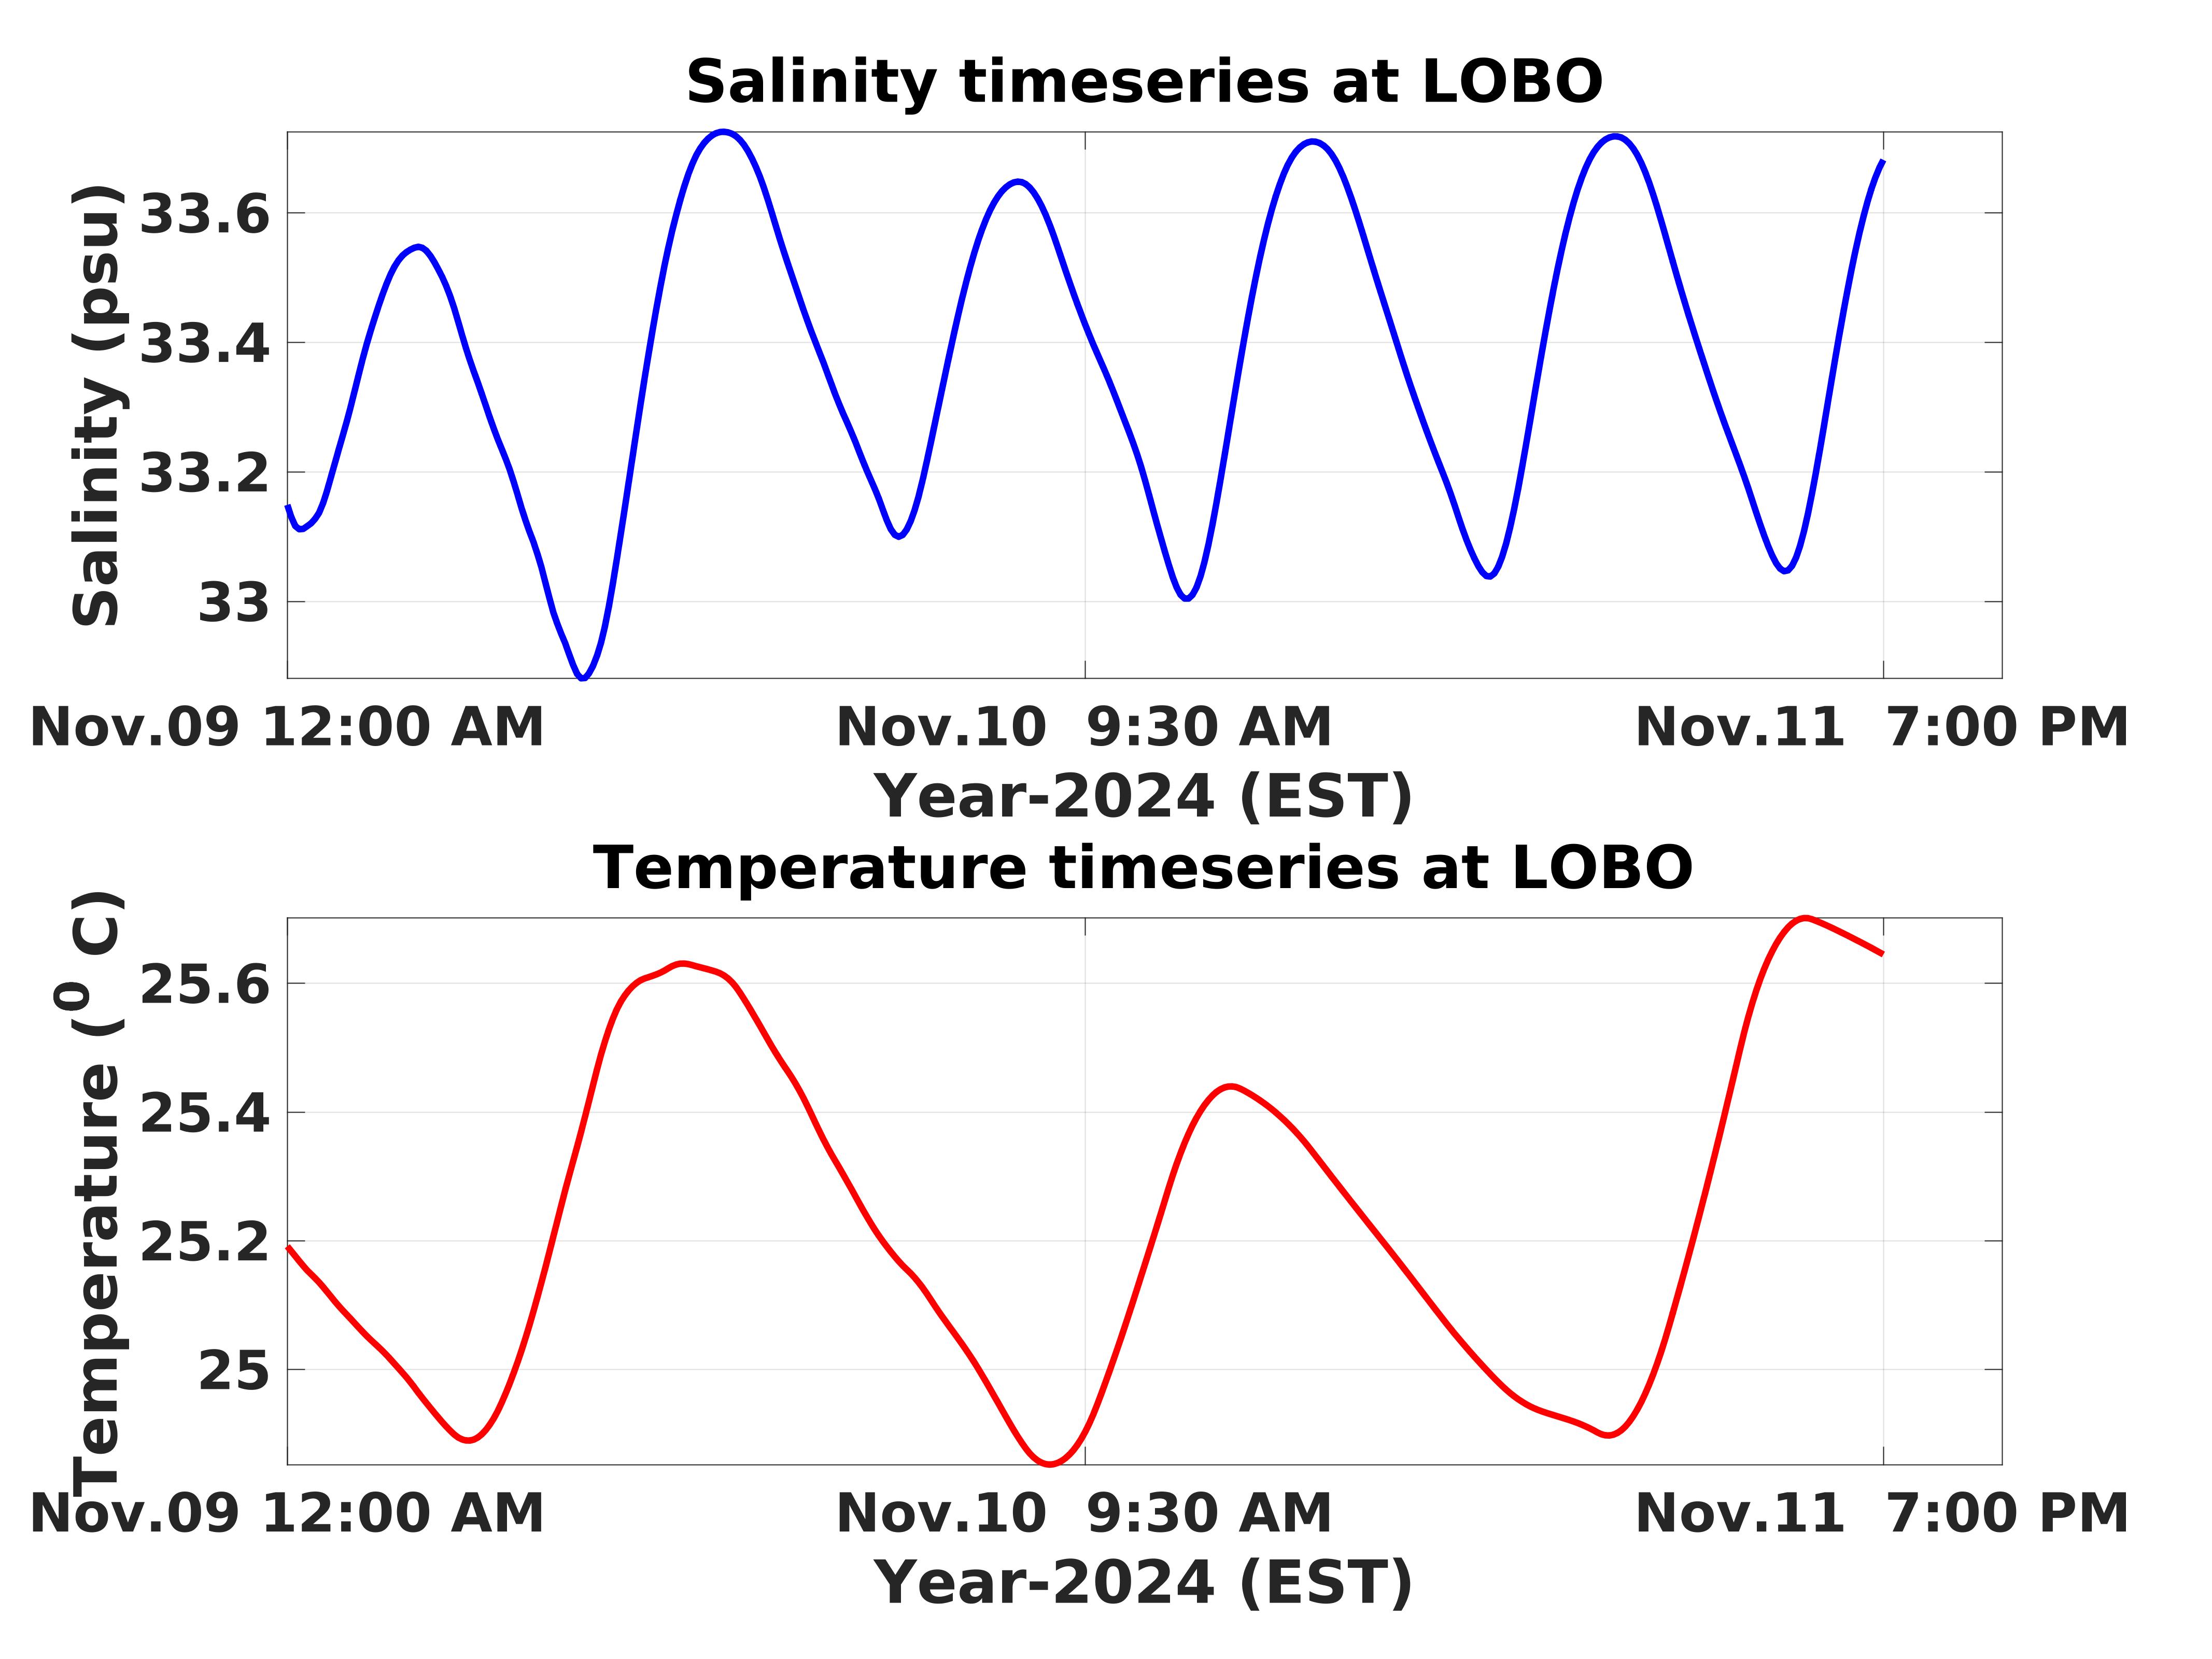 Salinity timeseries at LOBO
Salinity (psu)
33.6
33.4
33.2
33
Nov.09 12:00 AM Nov.10 9:30 AM Nov.11 7:00 PM
Year-2024 (EST)
Temperature timeseries at LOBO
Temperature (⁰ C)
25.6
25.4
25.2
25
Nov.09 12:00 AM Nov.10 9:30 AM Nov.11 7:00 PM
Year-2024 (EST)